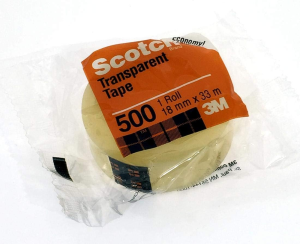 Scotch
economy!
Transparent
Tape
500
1 Roll
18 mm x 33 m
3M